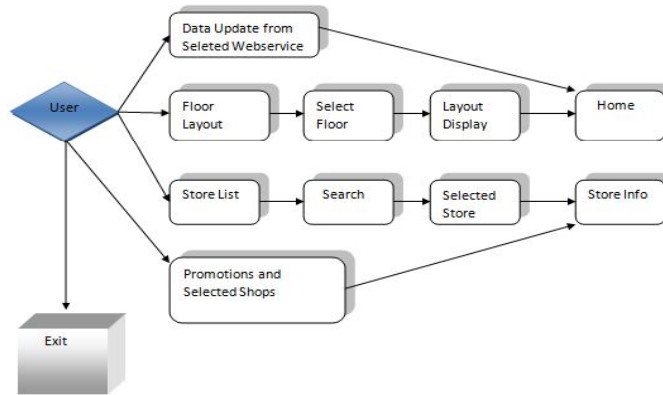 Data Update from
Seleted Webservice
User
Floor
Layout
Select
Floor
Layout
Display
Home
Store List
Search
Selected
Store
Store Info
Promotions and
Selected Shops
Exit